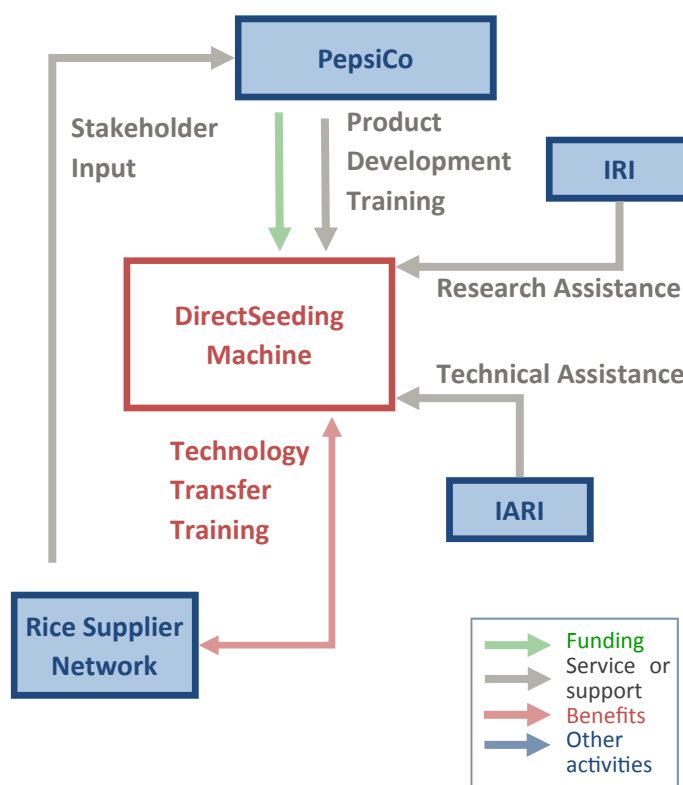 PepsiCo
Stakeholder
Input
Product
Development
Training
IRI
Research Assistance
DirectSeeding
Machine
Technical Assistance
Technology
Transfer
Training
IARI
Rice Supplier
Network
Funding
Service or
support
Benefits
Other
activities